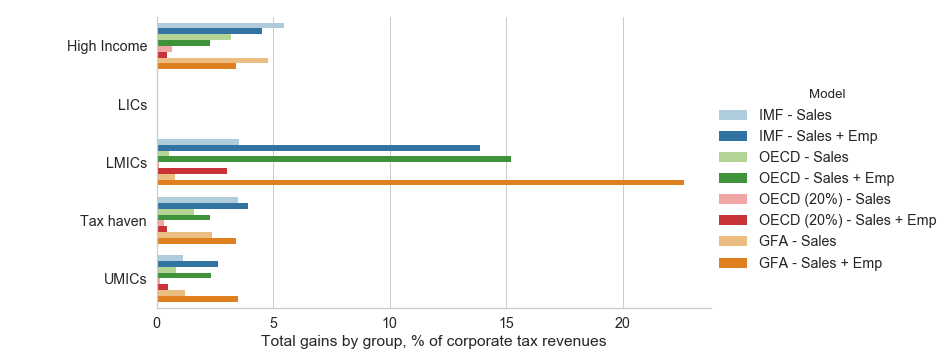 High Income
LICs
LMICs
Tax haven
UMICs
0 5 10 15 20
Total gains by group, % of corporate tax revenues
Model
IMF - Sales
IMF - Sales + Emp
OECD - Sales
OECD - Sales + Emp
OECD (20%) - Sales
OECD (20%) - Sales + Emp
GFA - Sales
GFA - Sales + Emp